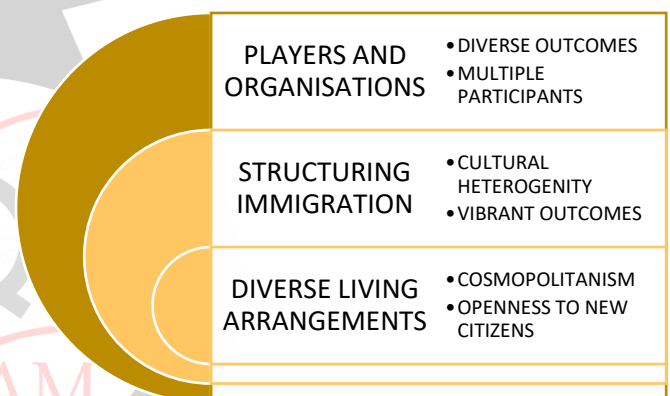 PLAYERS AND
ORGANISATIONS
• DIVERSE OUTCOMES
• MULTIPLE
PARTICIPANTS
STRUCTURING
IMMIGRATION
• CULTURAL
HETEROGENITY
• VIBRANT OUTCOMES
DIVERSE LIVING
ARRANGEMENTS
• COSMOPOLITANISM
• OPENNESS TO NEW
CITIZENS
AM